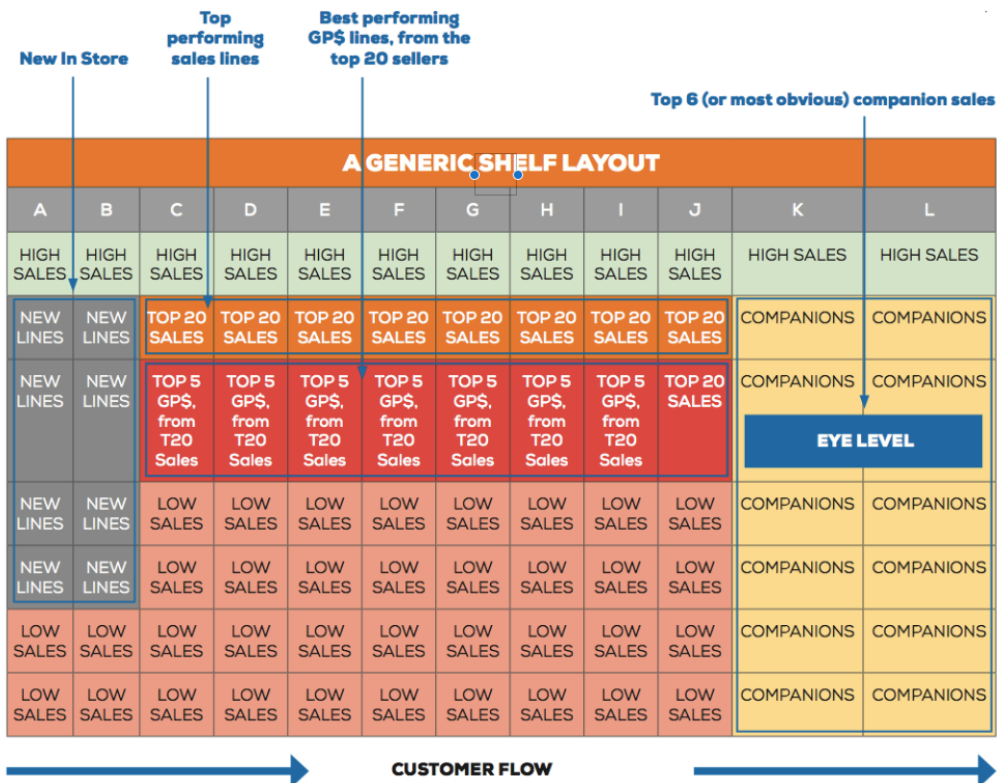 Top
performing
sales lines
Best performing
GP$ lines, from the
top 20 sellers
New In Store
Top 6 (or most obvious) companion sales
A GENERIC SHELF LAYOUT
A B C D E F G H I J K L
HIGH HIGH HIGH HIGH HIGH HIGH HIGH HIGH HIGH HIGH HIGH SALES HIGH SALES
SALES SALES SALES SALES SALES SALES SALES SALES SALES SALES
NEW NEW TOP 20 TOP 20 TOP 20 TOP 20 TOP 20 TOP 20 TOP 20 TOP 20 COMPANIONS COMPANIONS
LINES LINES SALES SALES SALES SALES SALES SALES SALES SALES
NEW NEW TOP 5 TOP 5 TOP 5 TOP 5 TOP 5 TOP 5 TOP 5 TOP 20 COMPANIONS COMPANIONS
LINES LINES GP$, GP$, GP$, GP$, GP$, GP$, GP$, SALES
from from from from from from from
T20 T20 T20 T20 T20 T20 T20 EYE LEVEL
Sales Sales Sales Sales Sales Sales Sales
NEW NEW LOW LOW LOW LOW LOW LOW LOW LOW COMPANIONS COMPANIONS
LINES LINES SALES SALES SALES SALES SALES SALES SALES SALES
NEW NEW LOW LOW LOW LOW LOW LOW LOW LOW COMPANIONS COMPANIONS
LINES LINES SALES SALES SALES SALES SALES SALES SALES SALES
LOW LOW LOW LOW LOW LOW LOW LOW LOW LOW COMPANIONS COMPANIONS
SALES SALES SALES SALES SALES SALES SALES SALES SALES SALES
LOW LOW LOW LOW LOW LOW LOW LOW LOW LOW COMPANIONS COMPANIONS
SALES SALES SALES SALES SALES SALES SALES SALES SALES SALES
CUSTOMER FLOW